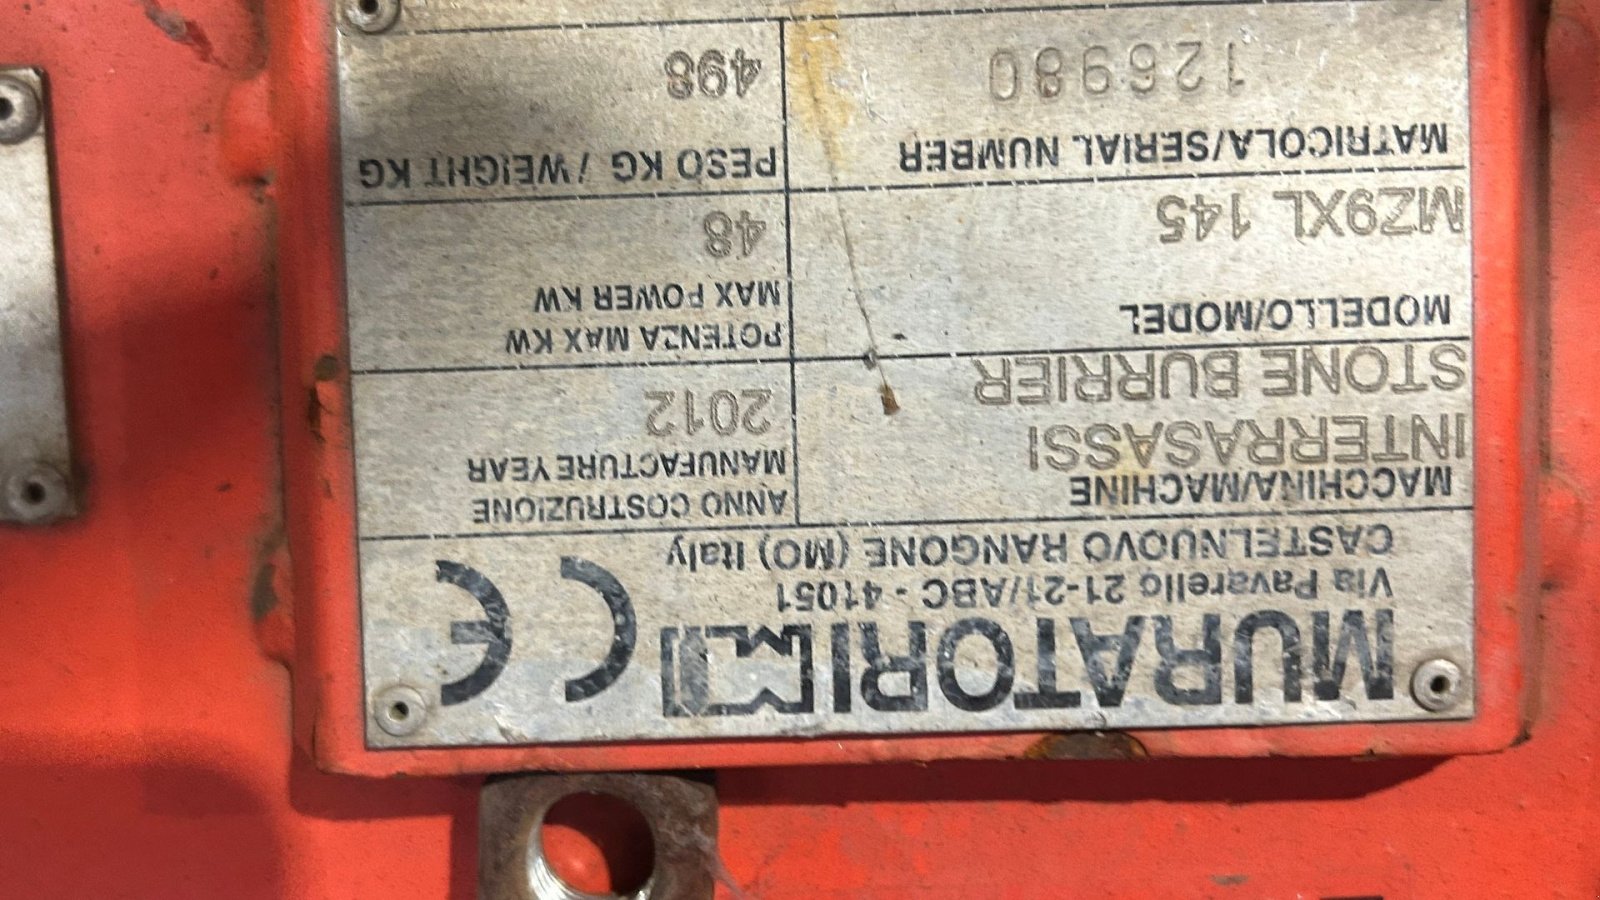 MURATORI
CE
Via Pavarello 21-21/ABC - 41051
CASTELNUOVO RANGONE (MO) Italy
MACCHINA/MACHINE
INTERRASASSI
STONE BURRIER
ANNO COSTRUZIONE
MANUFACTURE YEAR
2012
MODELLO/MODEL
MZ9XL 145
POTENZA MAX KW
MAX POWER KW
48
MATRICOLA/SERIAL NUMBER
126980
PESO KG / WEIGHT KG
498